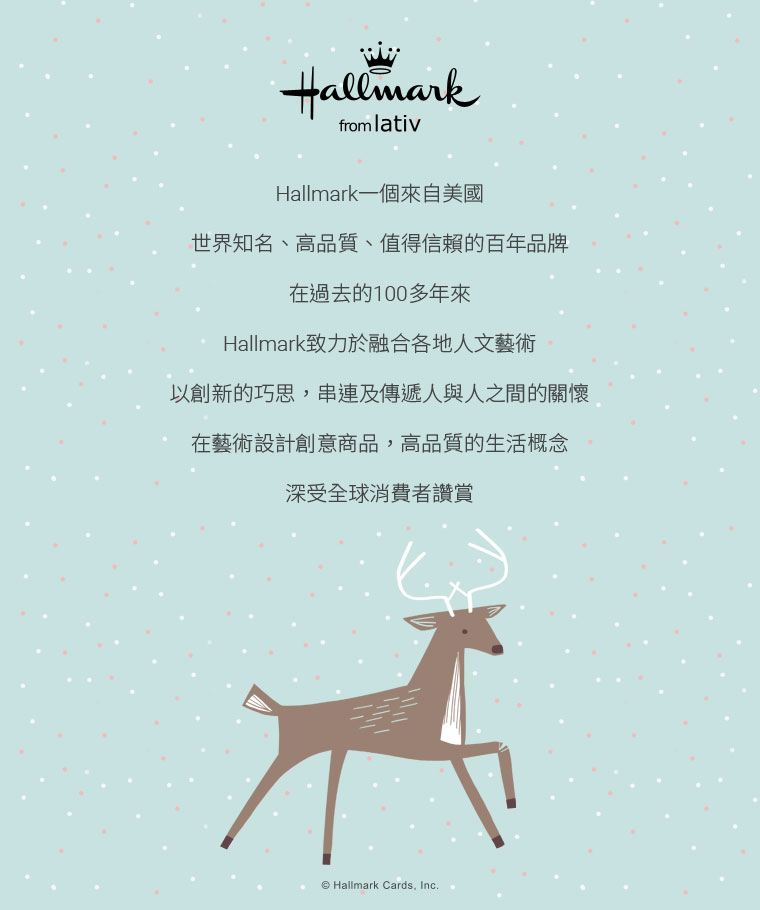 Hallmark
from lativ
Hallmark一個來自美國
世界知名、高品質、值得信賴的百年品牌
在過去的100多年來
Hallmark致力於融合各地人文藝術
以創新的巧思，串連及傳遞人與人之間的關懷
在藝術設計創意商品，高品質的生活概念
深受全球消費者讚賞
© Hallmark Cards, Inc.